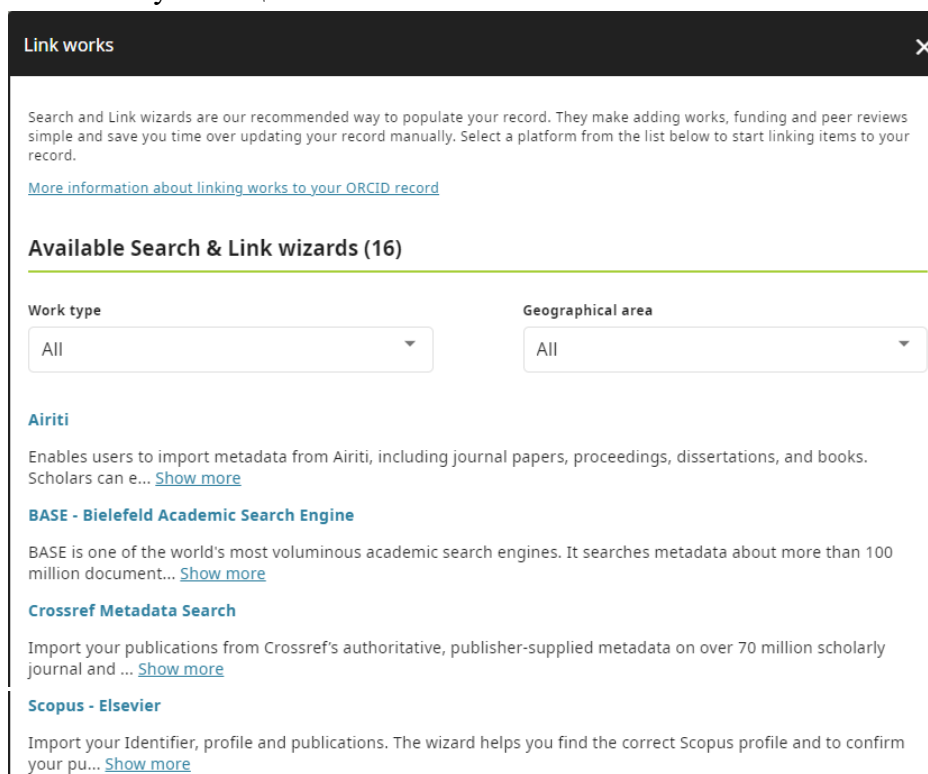 Link works
Search and Link wizards are our recommended way to populate your record. They make adding works, funding and peer reviews
simple and save you time over updating your record manually. Select a platform from the list below to start linking items to your
record.
More information about linking works to your ORCID record
Available Search & Link wizards (16)
Work type
Geographical area
All
All
Airiti
Enables users to import metadata from Airiti, including journal papers, proceedings, dissertations, and books.
Scholars can e... Show more
BASE - Bielefeld Academic Search Engine
BASE is one of the world's most voluminous academic search engines. It searches metadata about more than 100
million document... Show more
Crossref Metadata Search
Import your publications from Crossref's authoritative, publisher-supplied metadata on over 70 million scholarly
journal and ... Show more
Scopus - Elsevier
Import your Identifier, profile and publications. The wizard helps you find the correct Scopus profile and to confirm
your pu... Show more